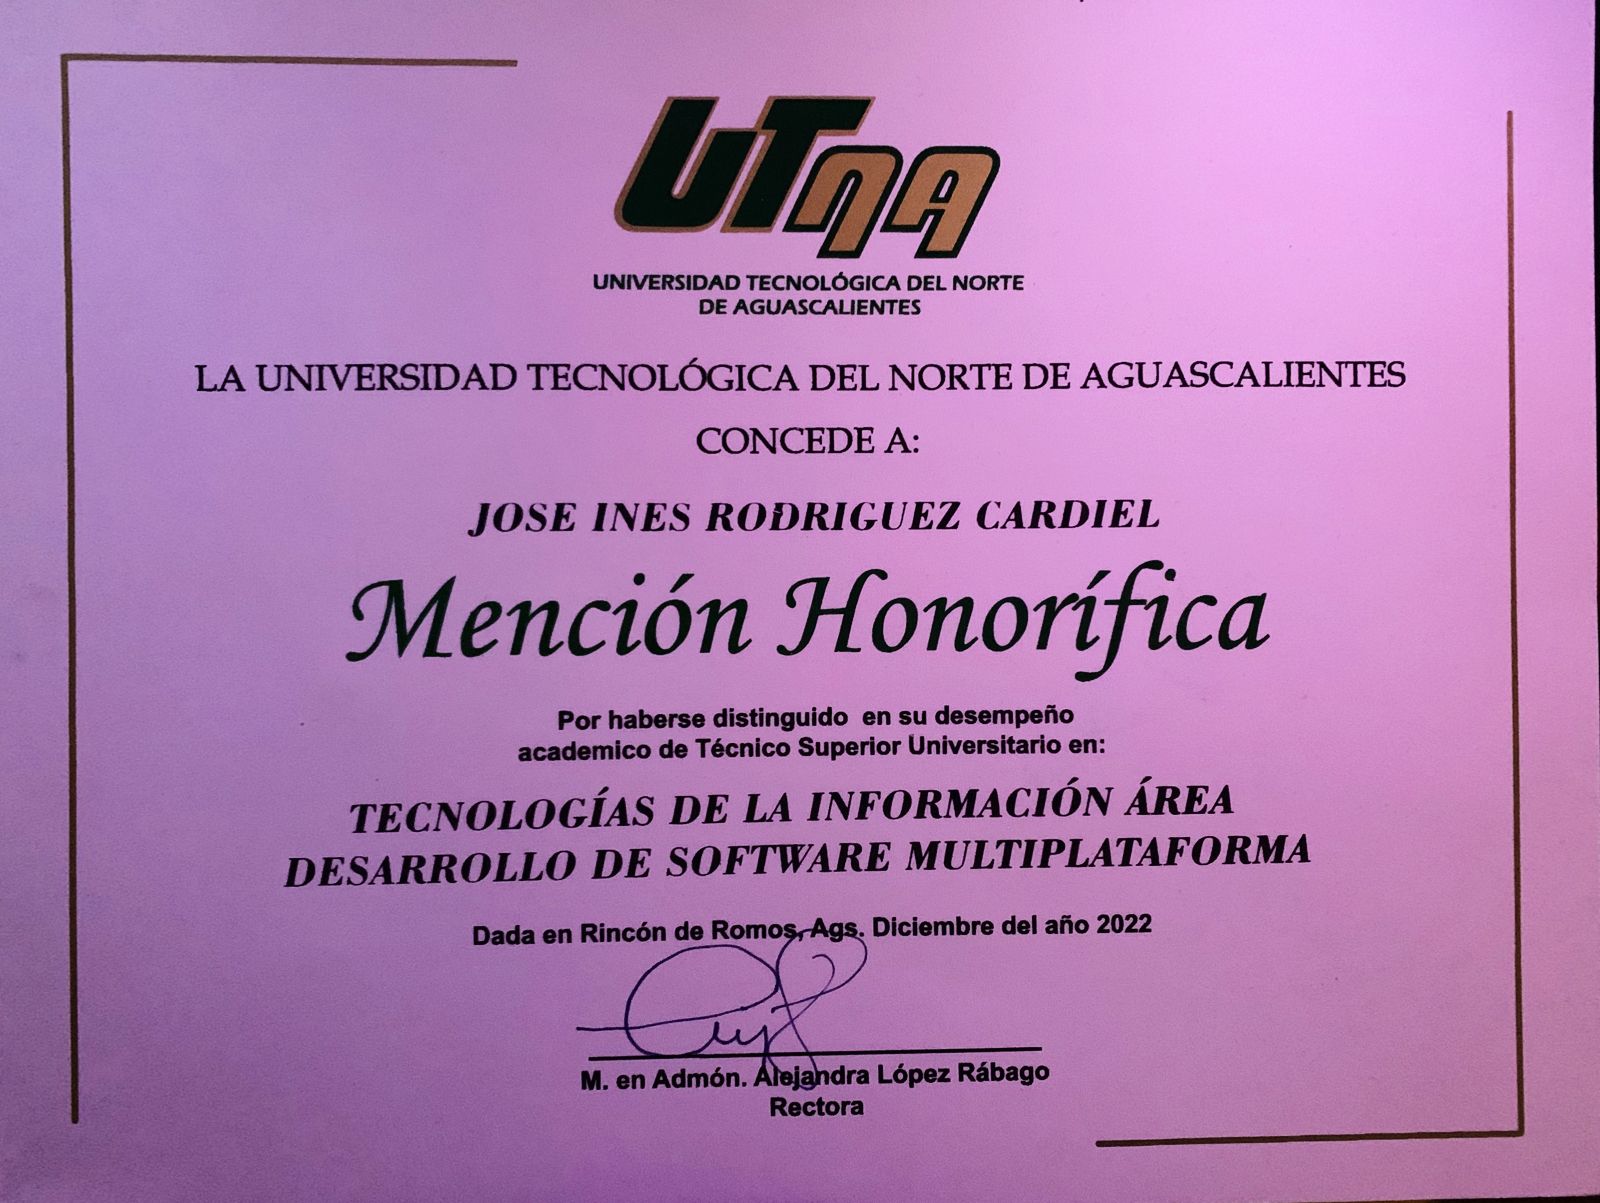 UTNA
UNIVERSIDAD TECNOLÓGICA DEL NORTE
DE AGUASCALIENTES
LA UNIVERSIDAD TECNOLÓGICA DEL NORTE DE AGUASCALIENTES
CONCEDE A:
JOSE INES RODRIGUEZ CARDIEL
Mención Honorífica
Por haberse distinguido en su desempeño
academico de Técnico Superior Universitario en:
TECNOLOGÍAS DE LA INFORMACIÓN ÁREA
DESARROLLO DE SOFTWARE MULTIPLATAFORMA
Dada en Rincón de Romos, Ags. Diciembre del año 2022
M. en Admón. Alejandra López Rábago
Rectora